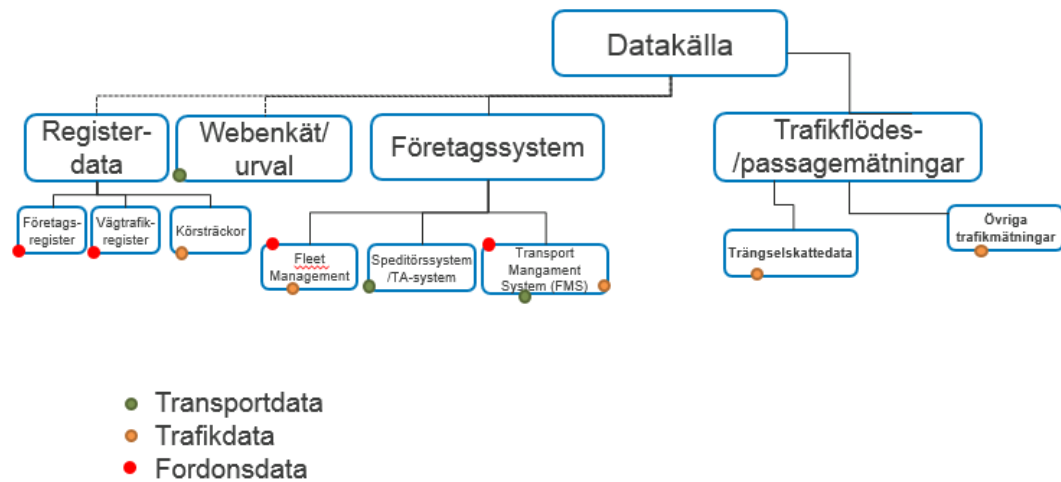 Datakälla
Register-
data
Webenkät/
urval
Företagssystem
Trafikflödes-
/passagemätningar
Företags-
register
Vägtrafik-
register
Körsträckor
Fleet
Management
Speditörssystem
/TA-system
Transport
Mangament
System (FMS)
Trängselskattedata
Övriga
trafikmätningar
Transportdata
Trafikdata
Fordonsdata